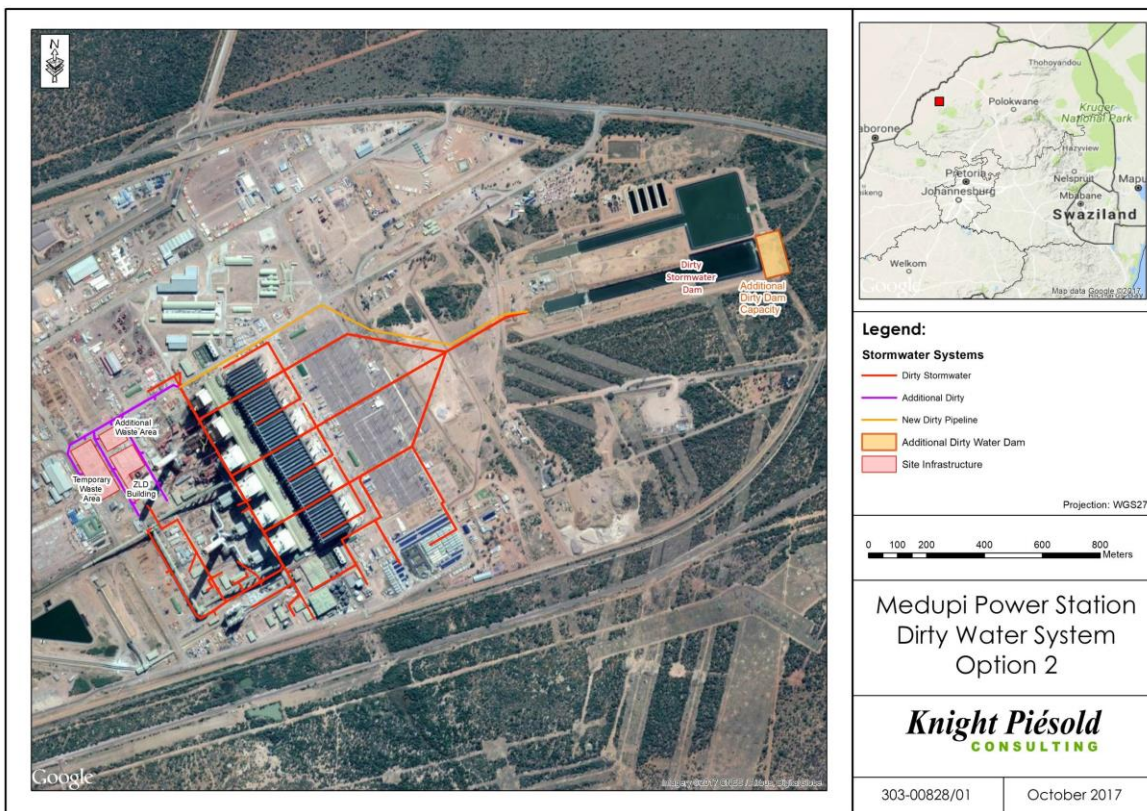 N
Dirty
Stormwater
Dam
Additional
Dirty Dam
Capacity
Additional
Waste Area
Temporary
Waste
Area
ZLD
Building
Google
Thohoyandou
Polokwane
Kruger
National Park
aborone
Hazyview
Pretoria
Nelspruit
Mapu
Johannesburg
Mbabane
Swaziland
Welkom
Google
Map data Google ©2017
Legend:
Stormwater Systems
Dirty Stormwater
Additional Dirty
New Dirty Pipeline
Additional Dirty Water Dam
Site Infrastructure
Projection: WGS27
0 200 400 600 800
Meters
Medupi Power Station
Dirty Water System
Option 2
Knight Piésold
CONSULTING
303-00828/01 October 2017